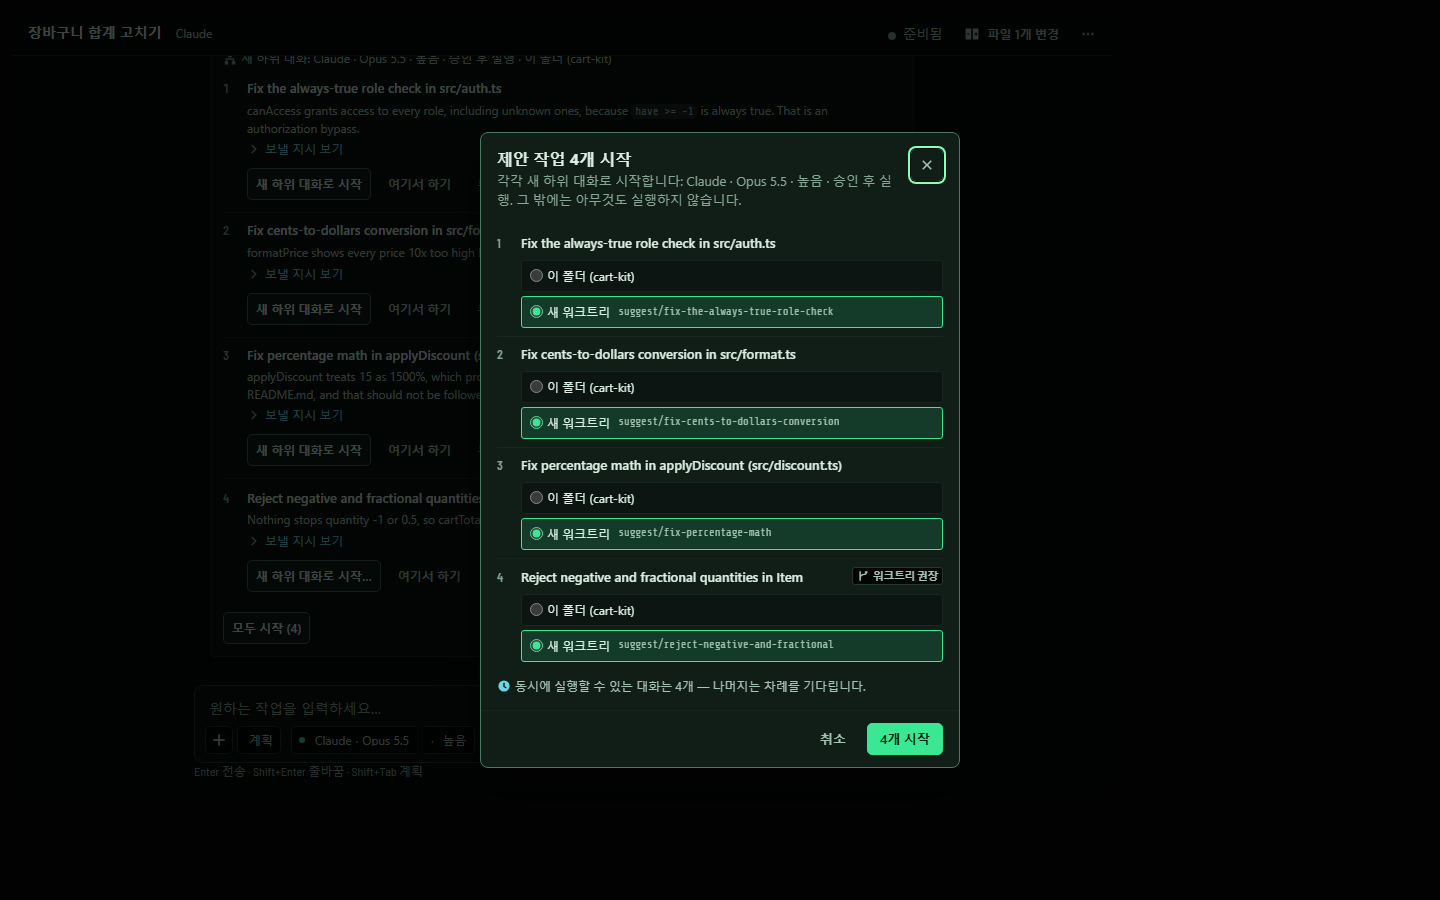 장바구니 합계 고치기 Claude
준비됨 파일 1개 변경 ···
새 하위 대화: Claude · Opus 5.5 · 높음 · 승인 후 실행 · 이 폴더 (cart-kit)
1 Fix the always-true role check in src/auth.ts
canAccess grants access to every role, including unknown ones, because have >= -1 is always true. That is an
authorization bypass.
보낼 지시 보기
새 하위 대화로 시작 여기서 하기
2 Fix cents-to-dollars conversion in src/fo
formatPrice shows every price 10x too high
보낼 지시 보기
새 하위 대화로 시작 여기서 하기
3 Fix percentage math in applyDiscount (
applyDiscount treats 15 as 1500%, which pro
README.md, and that should not be followe
보낼 지시 보기
새 하위 대화로 시작 여기서 하기
4 Reject negative and fractional quantities
Nothing stops quantity -1 or 0.5, so cartTota
보낼 지시 보기
새 하위 대화로 시작... 여기서 하기
모두 시작 (4)
원하는 작업을 입력하세요...
계획 Claude · Opus 5.5 · 높음
Enter 전송 · Shift+Enter 줄바꿈 · Shift+Tab 계획
제안 작업 4개 시작
각각 새 하위 대화로 시작합니다: Claude · Opus 5.5 · 높음 · 승인 후 실
행. 그 밖에는 아무것도 실행하지 않습니다.
1 Fix the always-true role check in src/auth.ts
이 폴더 (cart-kit)
새 워크트리 suggest/fix-the-always-true-role-check
2 Fix cents-to-dollars conversion in src/format.ts
이 폴더 (cart-kit)
새 워크트리 suggest/fix-cents-to-dollars-conversion
3 Fix percentage math in applyDiscount (src/discount.ts)
이 폴더 (cart-kit)
새 워크트리 suggest/fix-percentage-math
4 Reject negative and fractional quantities in Item 워크트리 권장
이 폴더 (cart-kit)
새 워크트리 suggest/reject-negative-and-fractional
동시에 실행할 수 있는 대화는 4개 — 나머지는 차례를 기다립니다.
취소 4개 시작